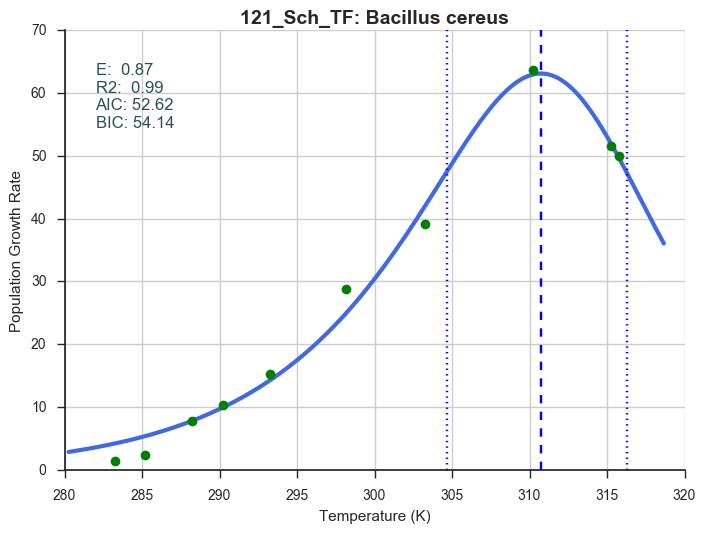 121_Sch_TF: Bacillus cereus
E:  0.87
R2:  0.99
AIC: 52.62
BIC: 54.14
Population Growth Rate
70
60
50
40
30
20
10
0
280 285 290 295 300 305 310 315 320
Temperature (K)